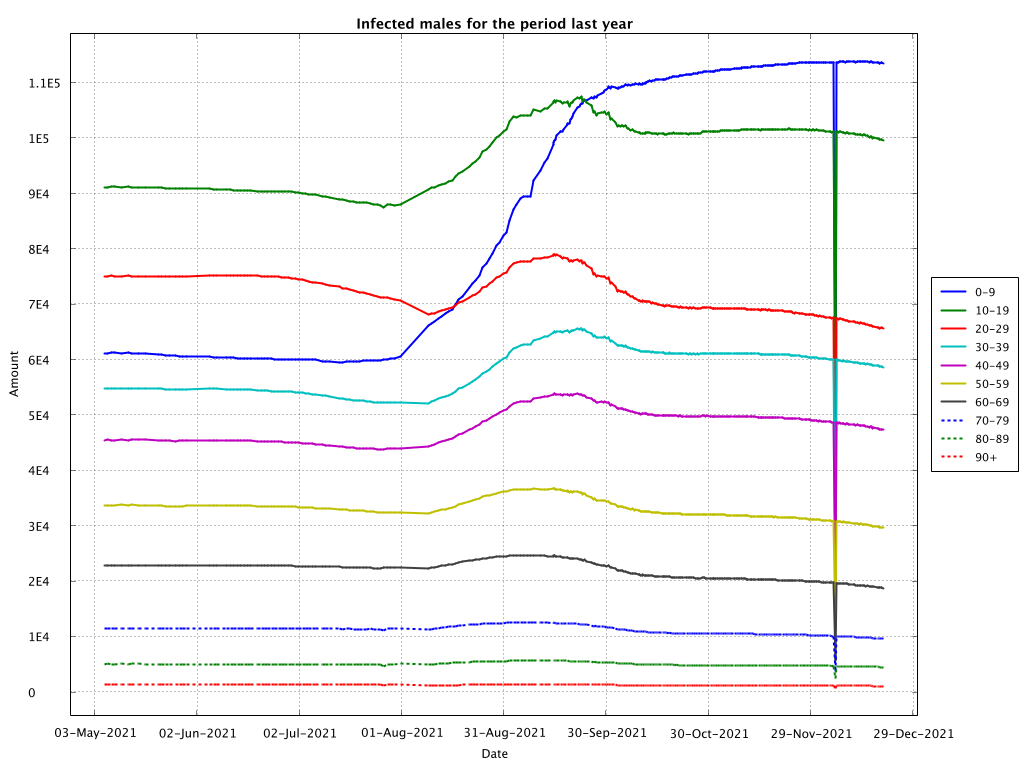 Infected males for the period last year
1.1E5
1E5
9E4
8E4
7E4
6E4
5E4
4E4
3E4
2E4
1E4
0
Amount
03-May-2021 02-Jun-2021 02-Jul-2021 01-Aug-2021 31-Aug-2021 30-Sep-2021 30-Oct-2021 29-Nov-2021 29-Dec-2021
Date
0-9
10-19
20-29
30-39
40-49
50-59
60-69
70-79
80-89
90+